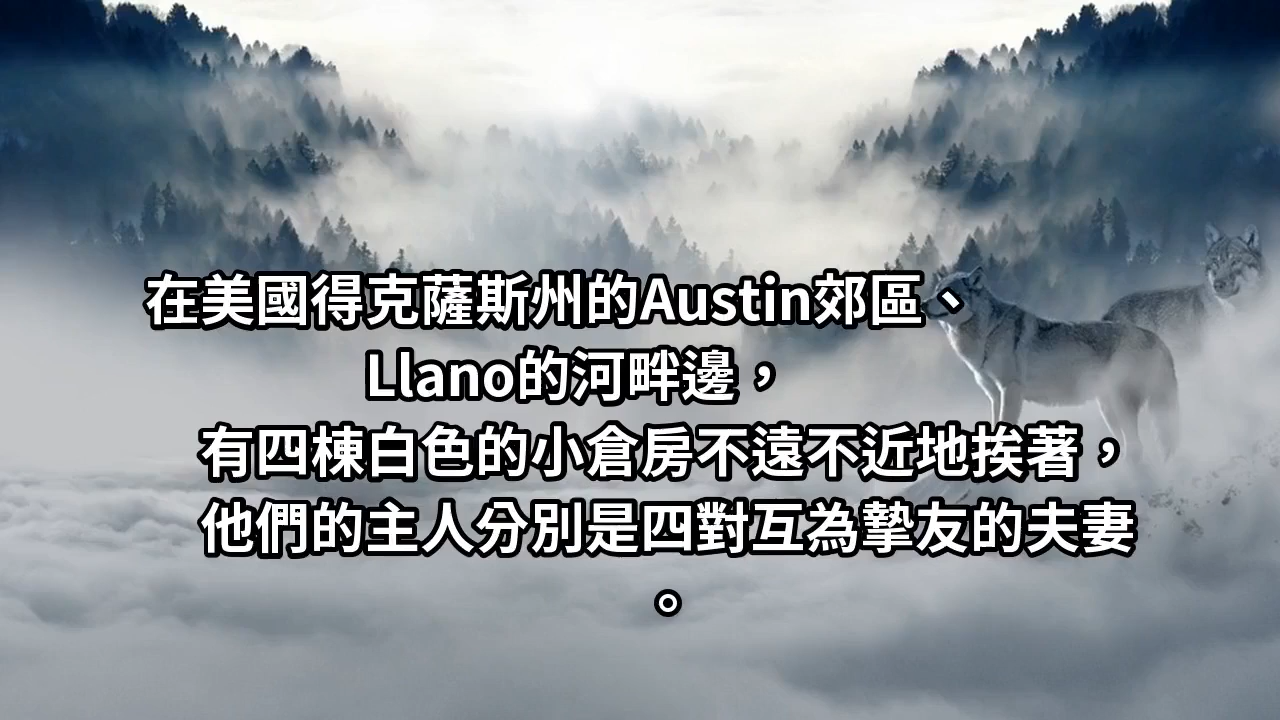 在美國得克薩斯州的Austin郊區、
Llano的河畔邊，
有四棟白色的小倉房不遠不近地挨著，
他們的主人分別是四對互為摯友的夫妻
。